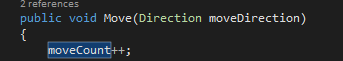 2 references
public void Move(Direction moveDirection)
{
moveCount++;